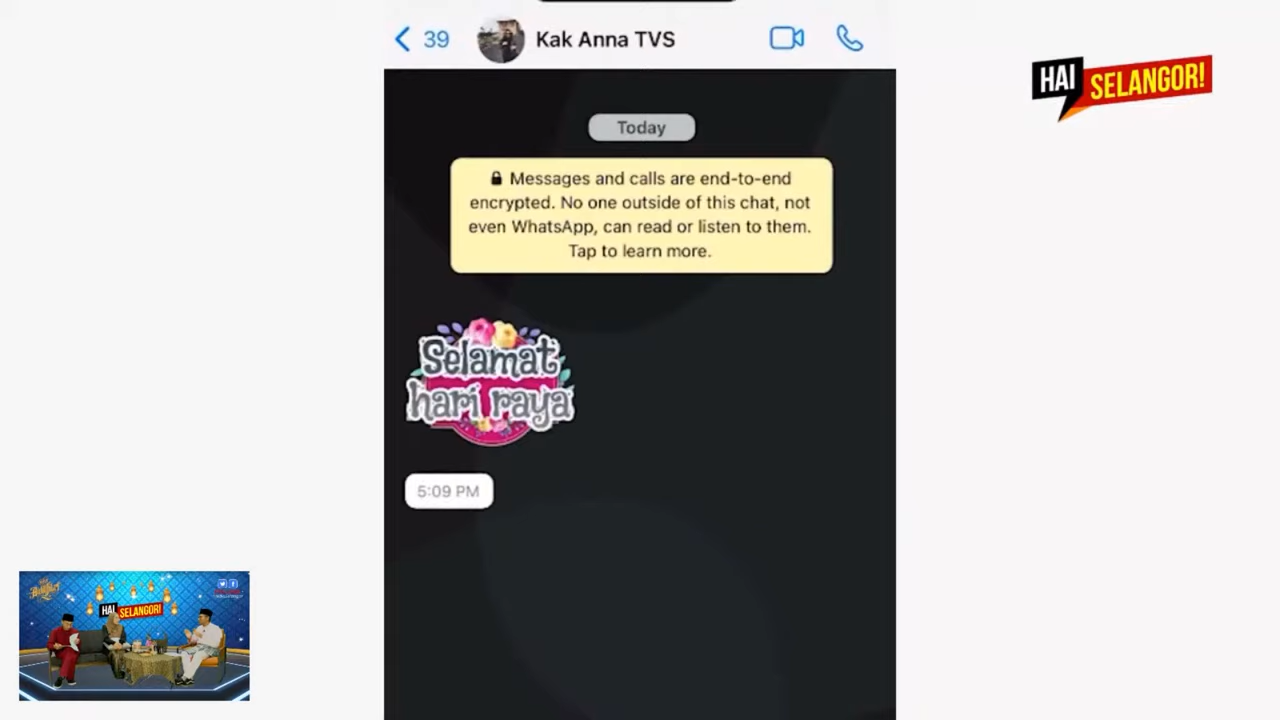 39
Kak Anna TVS
HAI SELANGOR!
Today
Messages and calls are end-to-end
encrypted. No one outside of this chat, not
even WhatsApp, can read or listen to them.
Tap to learn more.
Selamat
hari raya
5:09 PM
HAI SELANGOR!